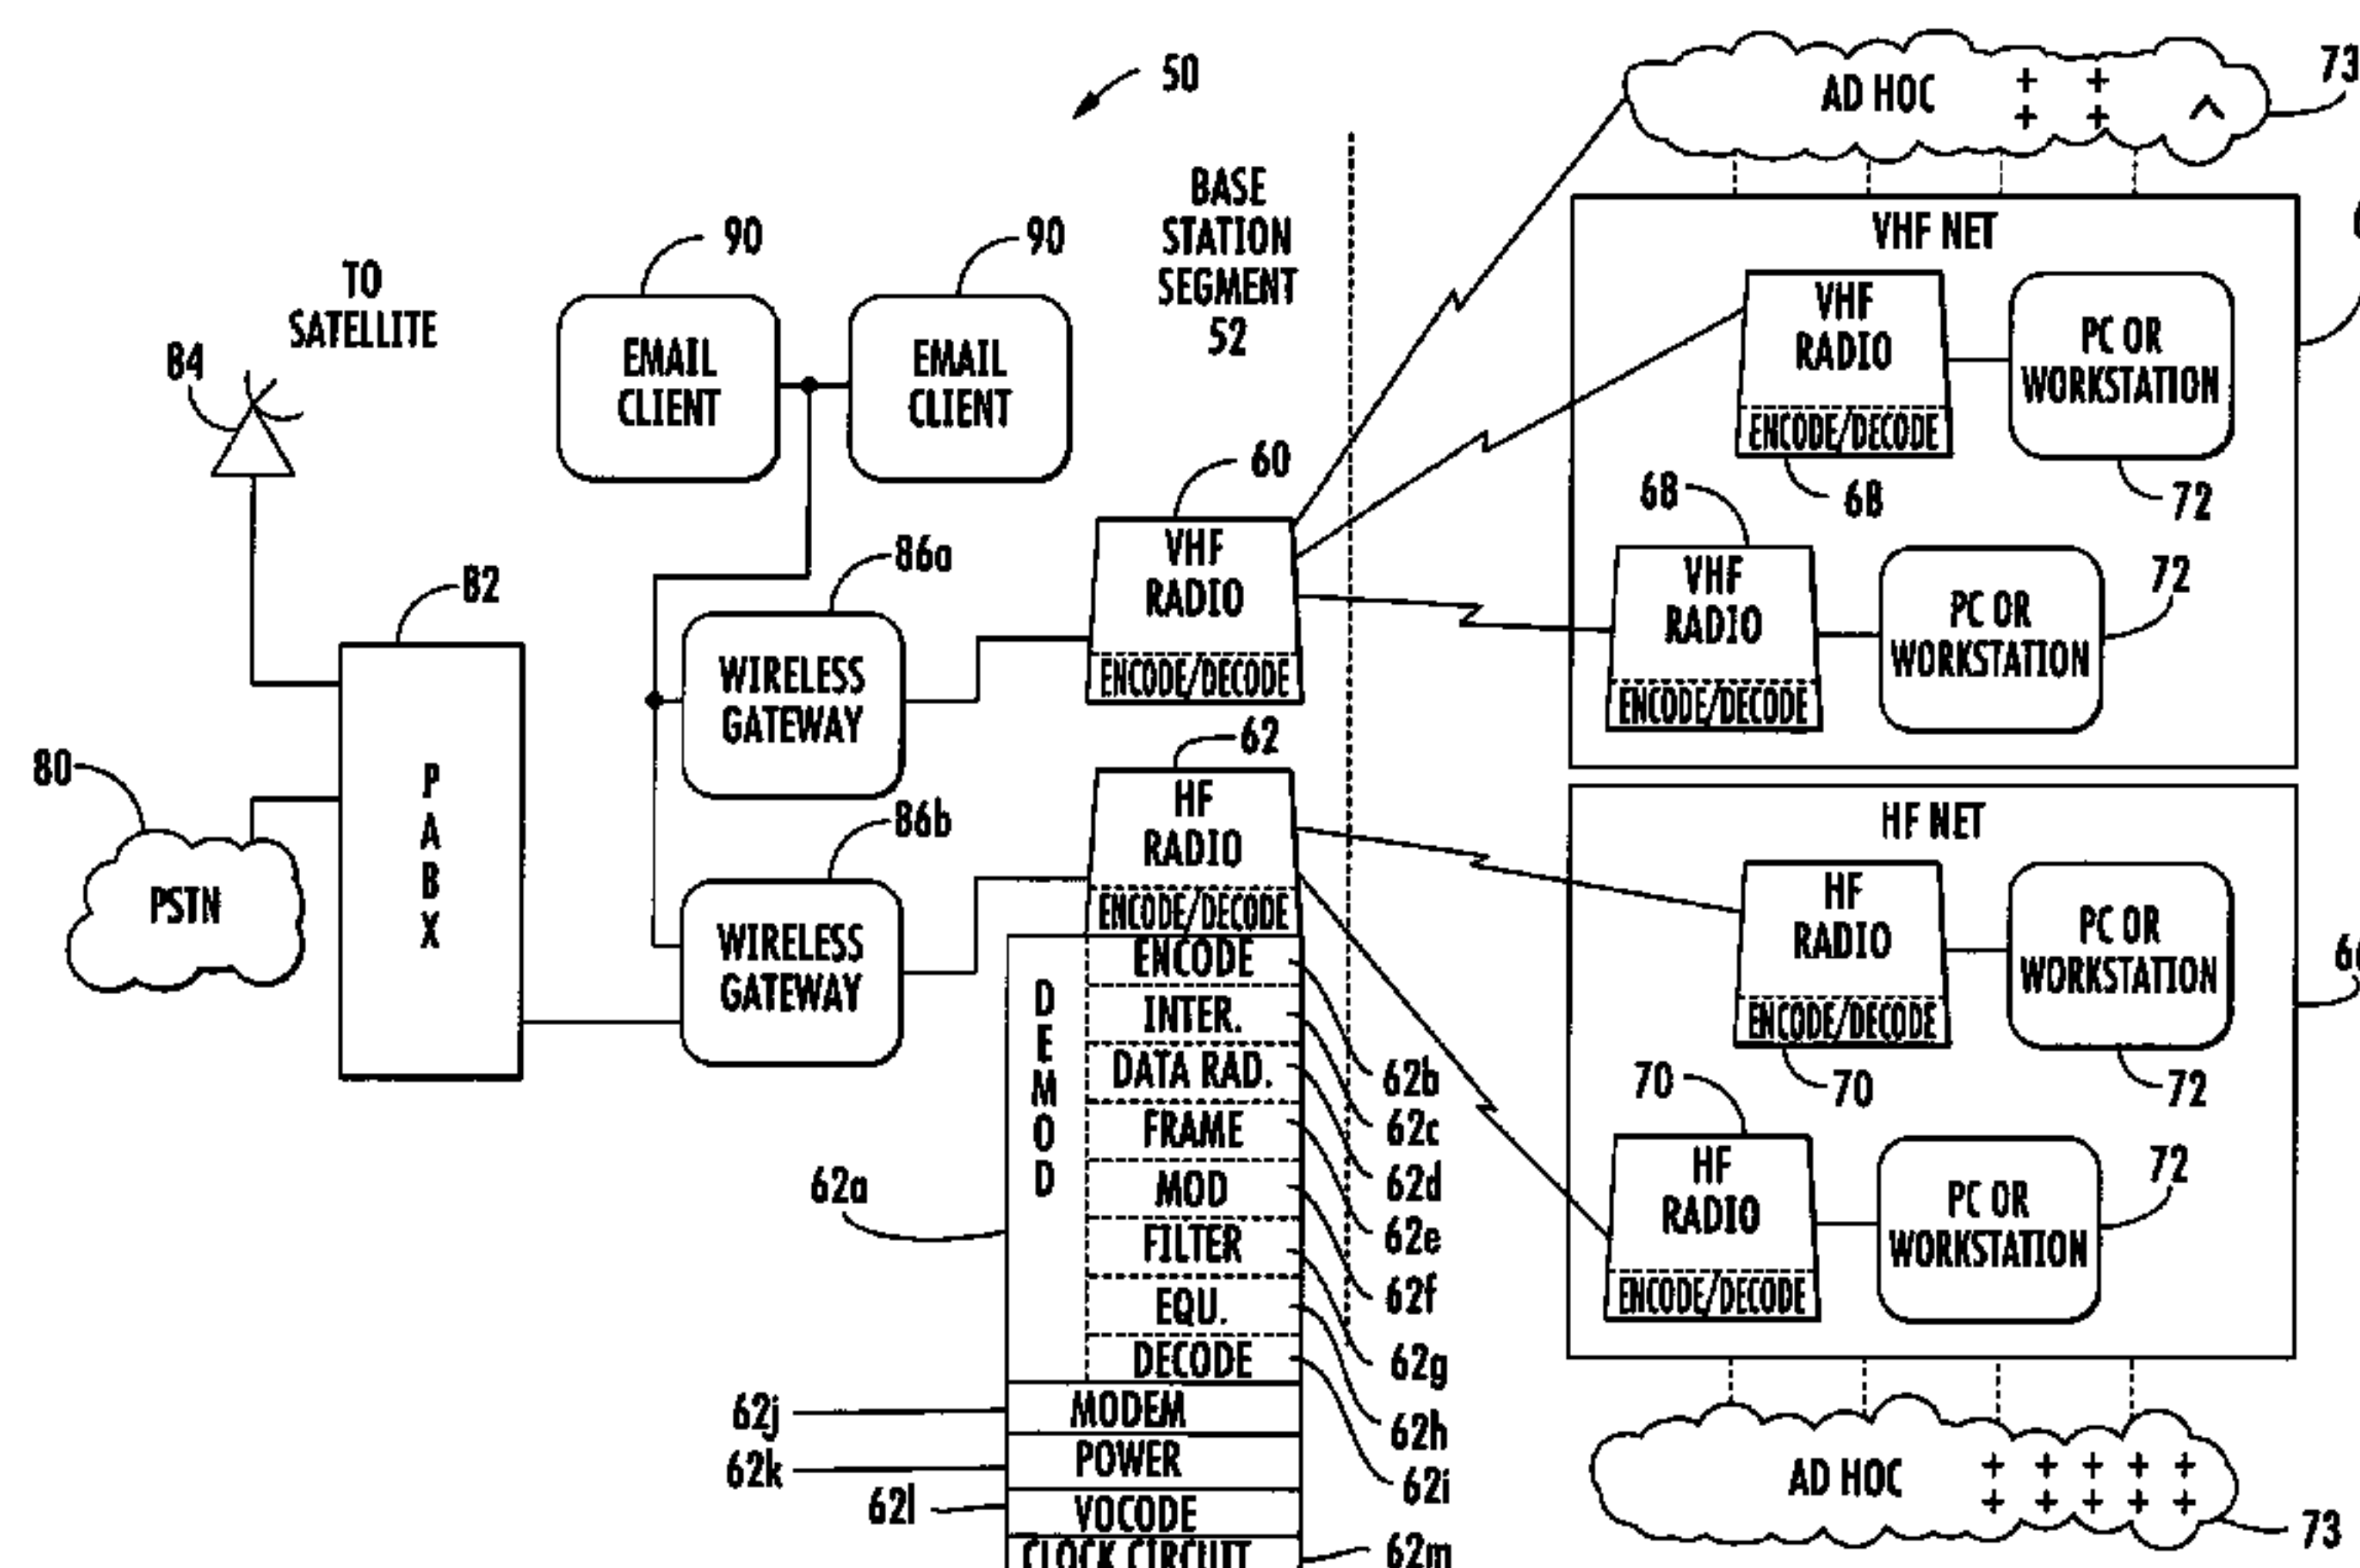 50
AD HOC
73
BASE
STATION
SEGMENT
52
90
90
TO
SATELLITE
84
EMAIL
CLIENT
EMAIL
CLIENT
VHF NET
VHF
RADIO
ENCODE/DECODE
68
PC OR
WORKSTATION
72
60
VHF
RADIO
ENCODE/DECODE
68
VHF
RADIO
ENCODE/DECODE
PC OR
WORKSTATION
72
82
86a
WIRELESS
GATEWAY
80
PSTN
PABX
62
HF
RADIO
ENCODE/DECODE
86b
WIRELESS
GATEWAY
HF NET
HF
RADIO
ENCODE/DECODE
70
PC OR
WORKSTATION
72
70
HF
RADIO
ENCODE/DECODE
PC OR
WORKSTATION
72
DEMOD
62a
ENCODE
62b
INTER.
62c
DATA RAD.
62d
FRAME
62e
MOD
62f
FILTER
62g
EQU.
62h
DECODE
62i
62j
MODEM
62k
POWER
62l
VOCODE
CLOCK CIRCUIT
62m
AD HOC
73